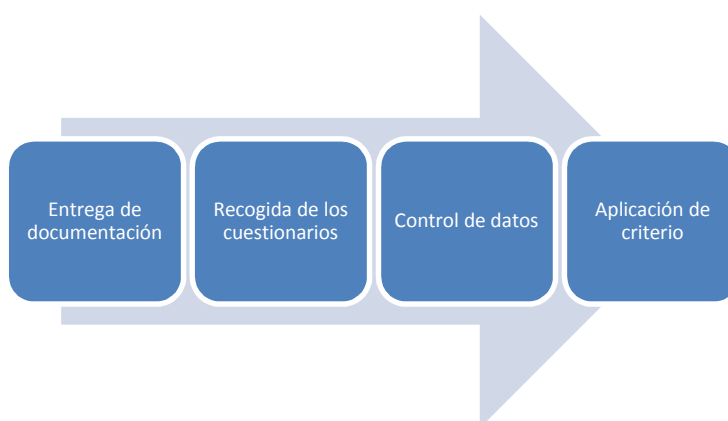 Entrega de
documentación
Recogida de los
cuestionarios
Control de datos
Aplicación de
criterio